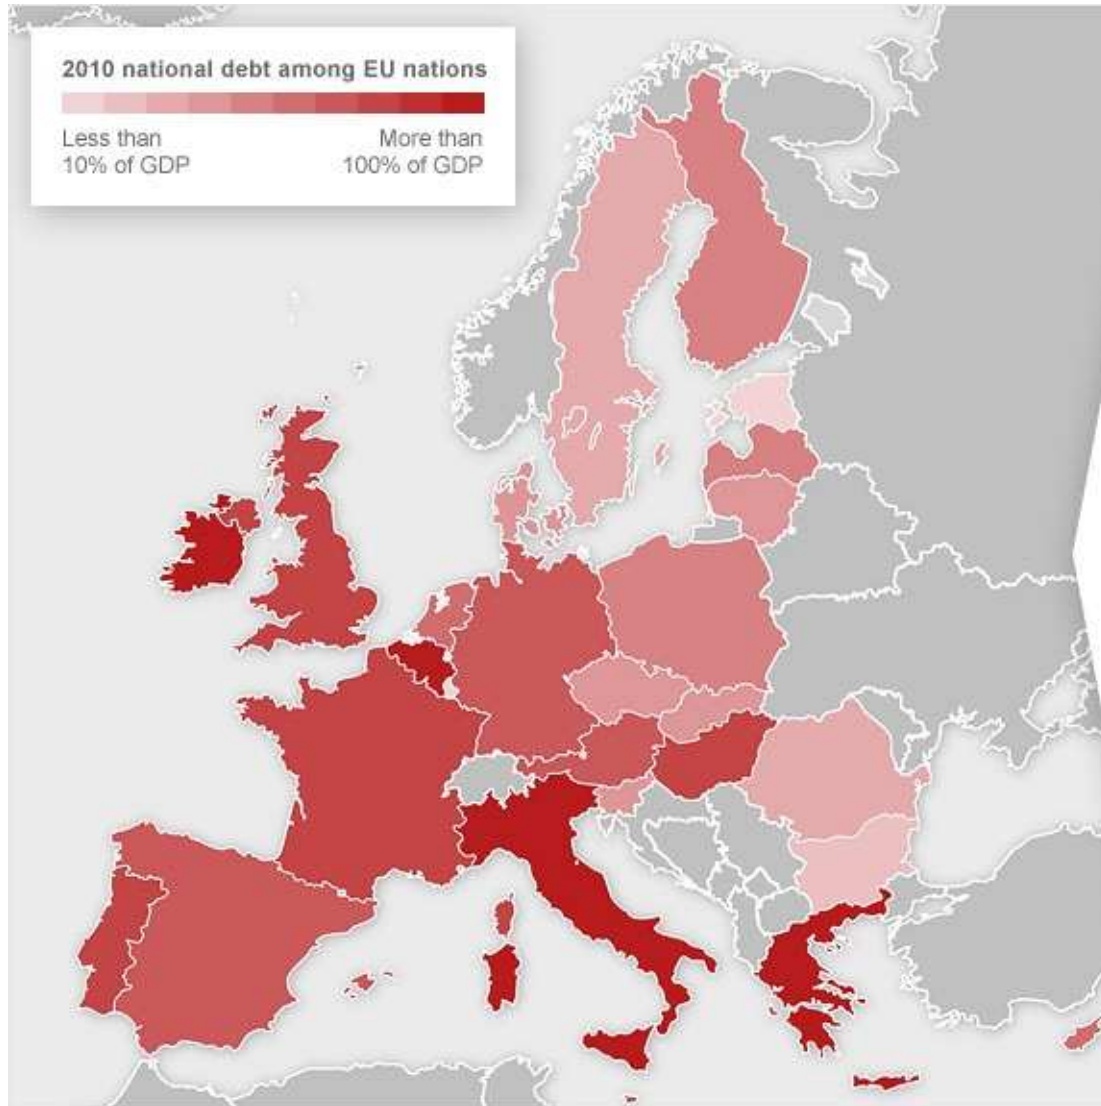 2010 national debt among EU nations
Less than
10% of GDP
More than
100% of GDP